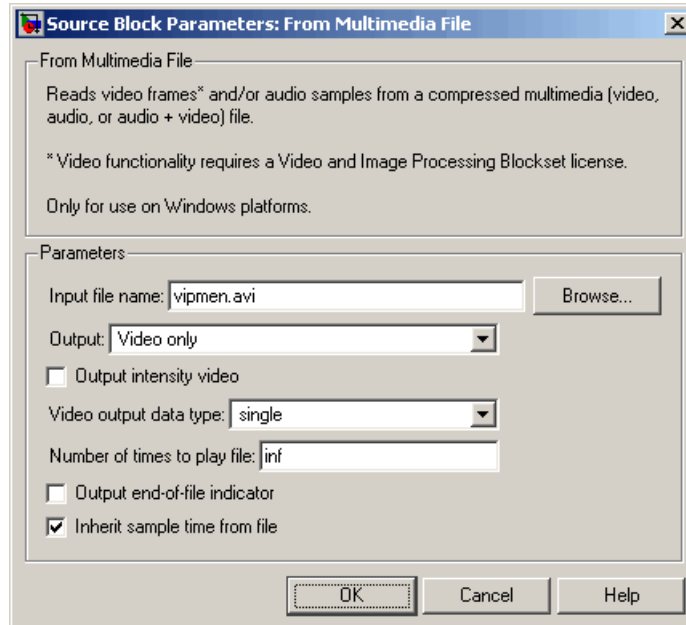 Source Block Parameters: From Multimedia File
From Multimedia File
Reads video frames* and/or audio samples from a compressed multimedia (video,
audio, or audio + video) file.
* Video functionality requires a Video and Image Processing Blockset license.
Only for use on Windows platforms.
Parameters
Input file name: vipmen.avi Browse...
Output: Video only
Output intensity video
Video output data type: single
Number of times to play file: inf
Output end-of-file indicator
Inherit sample time from file
OK Cancel Help